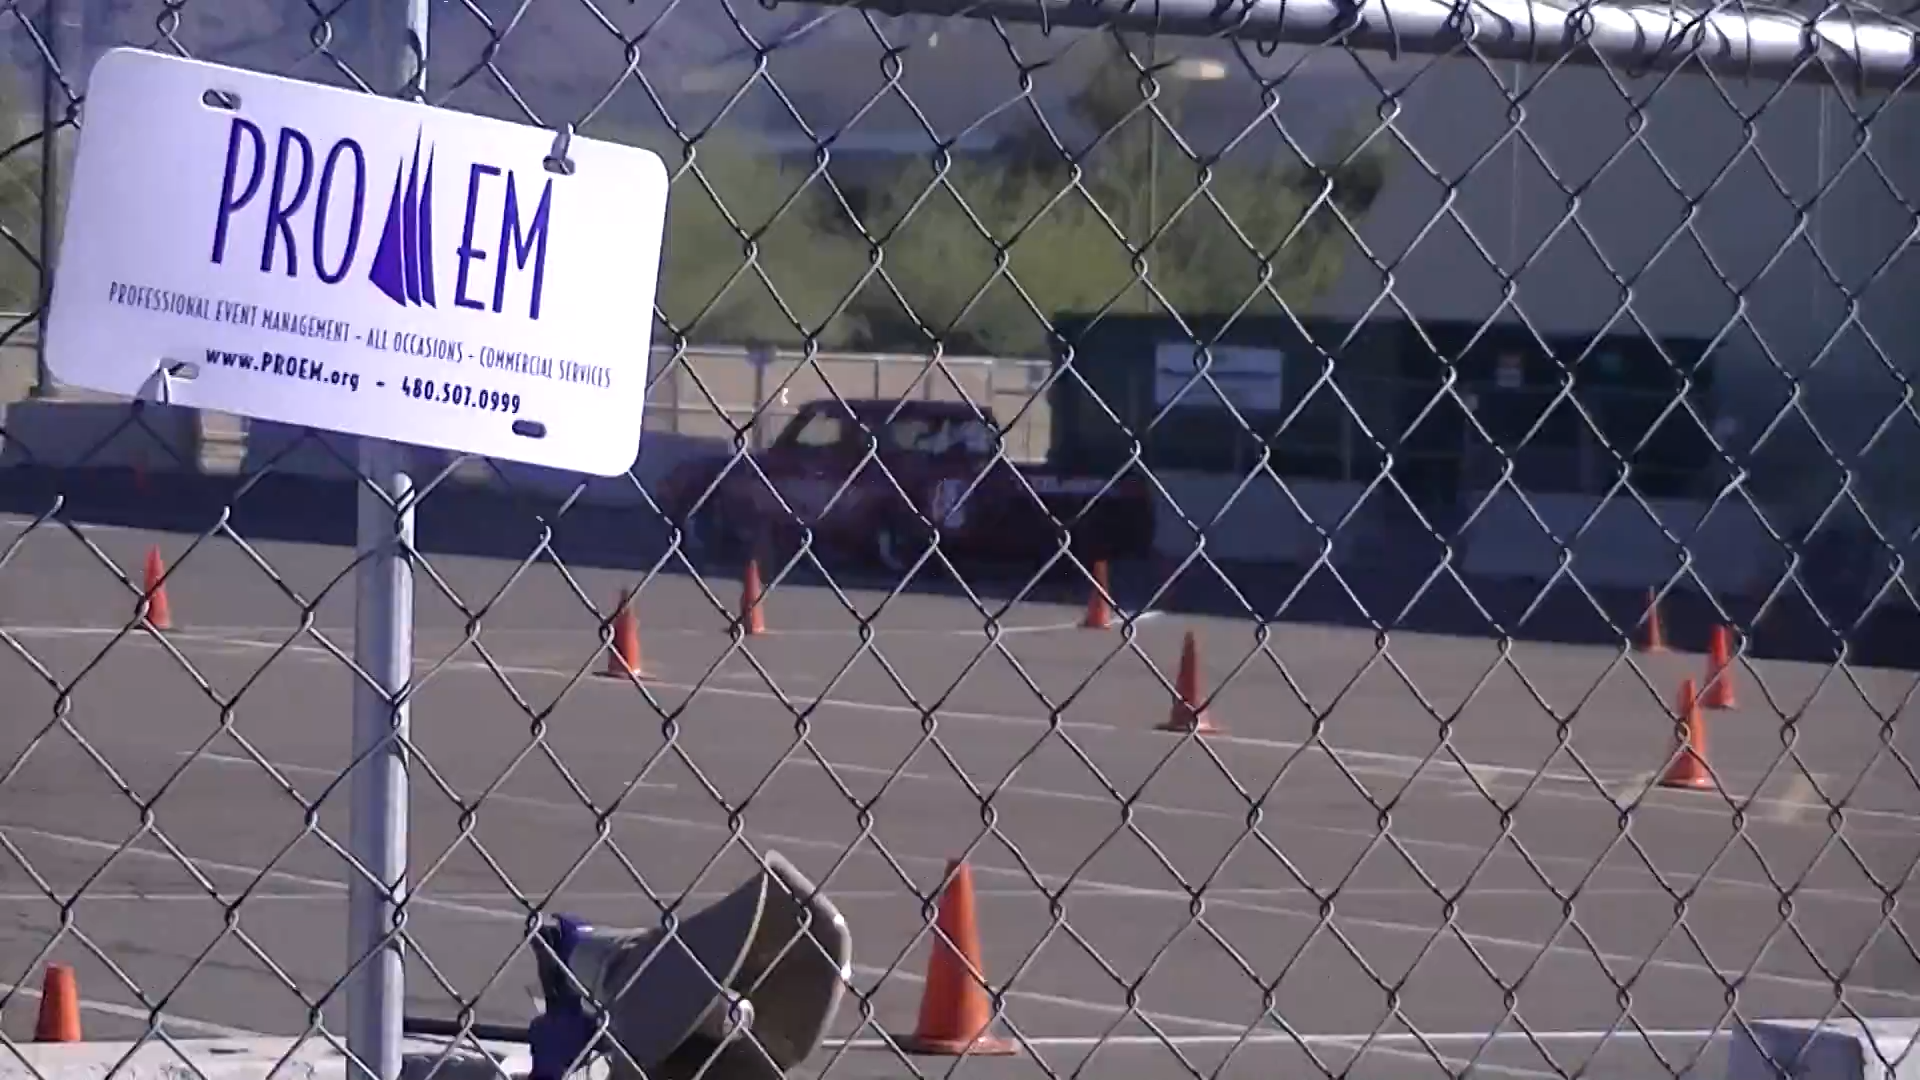 PRO EM
PROFESSIONAL EVENT MANAGEMENT - ALL OCCASIONS - COMMERCIAL SERVICES
www.PROEM.org - 480.507.0999